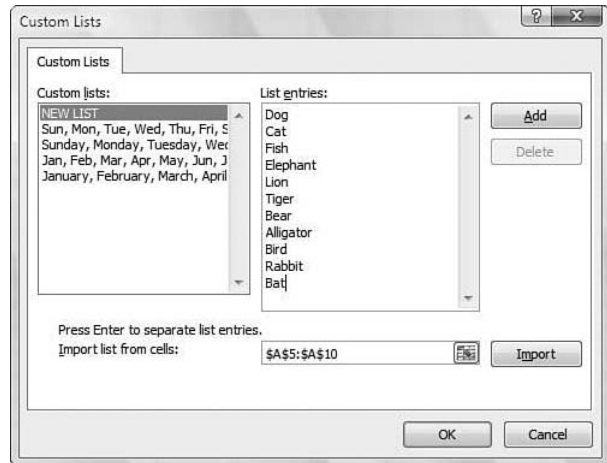 Custom Lists
Custom Lists
Custom lists:
NEW LIST
Sun, Mon, Tue, Wed, Thu, Fri, S
Sunday, Monday, Tuesday, Wed
Jan, Feb, Mar, Apr, May, Jun, J
January, February, March, April
List entries:
Dog
Cat
Fish
Elephant
Lion
Tiger
Bear
Alligator
Bird
Rabbit
Bat
Add
Delete
Press Enter to separate list entries.
Import list from cells:
$A$5:$A$10
Import
OK
Cancel